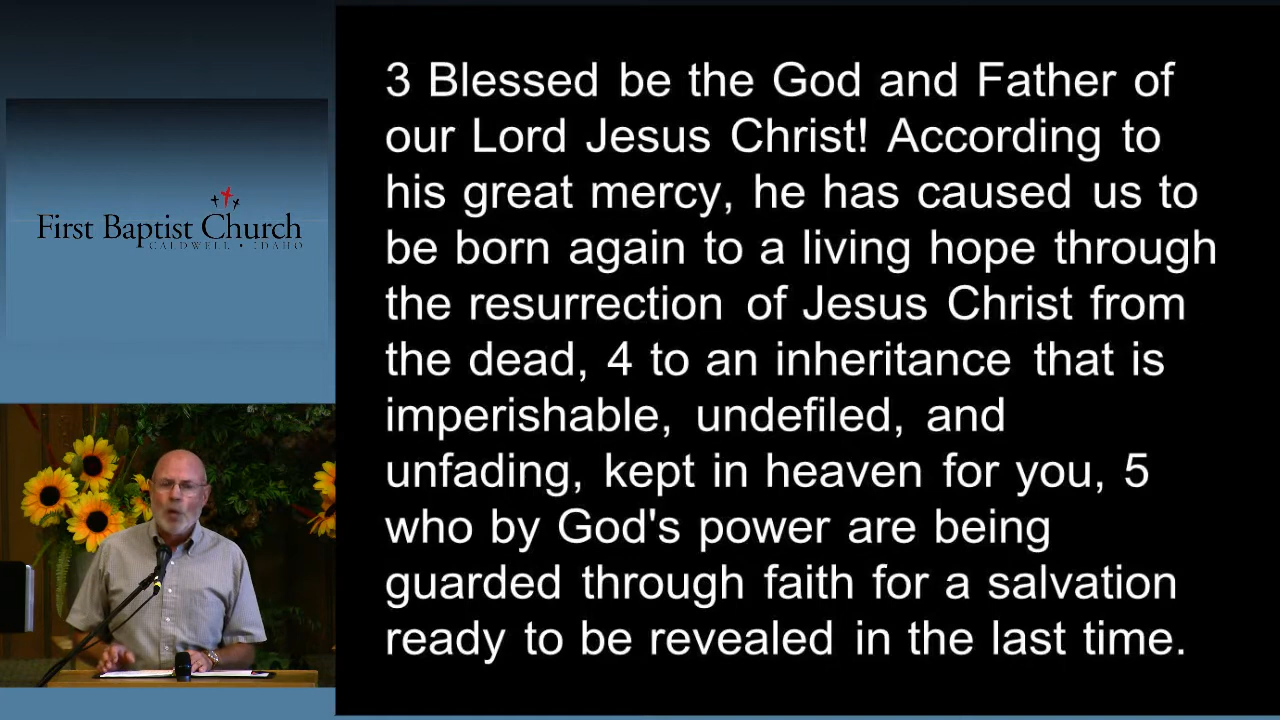 First Baptist Church
CALDWELL • IDAHO
3 Blessed be the God and Father of
our Lord Jesus Christ! According to
his great mercy, he has caused us to
be born again to a living hope through
the resurrection of Jesus Christ from
the dead, 4 to an inheritance that is
imperishable, undefiled, and
unfading, kept in heaven for you, 5
who by God's power are being
guarded through faith for a salvation
ready to be revealed in the last time.